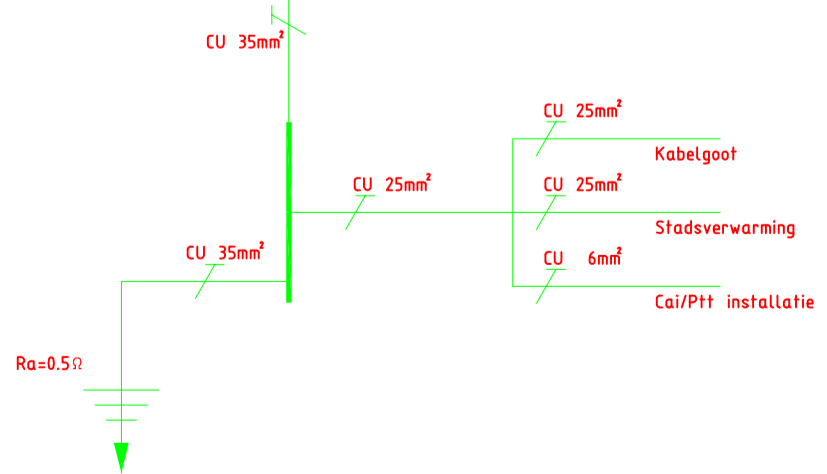 CU 35mm²
CU 25mm²
Kabelgoot
CU 25mm²
CU 25mm²
Stadsverwarming
CU 35mm²
CU 6mm²
Cai/Ptt installatie
Ra=0.5Ω